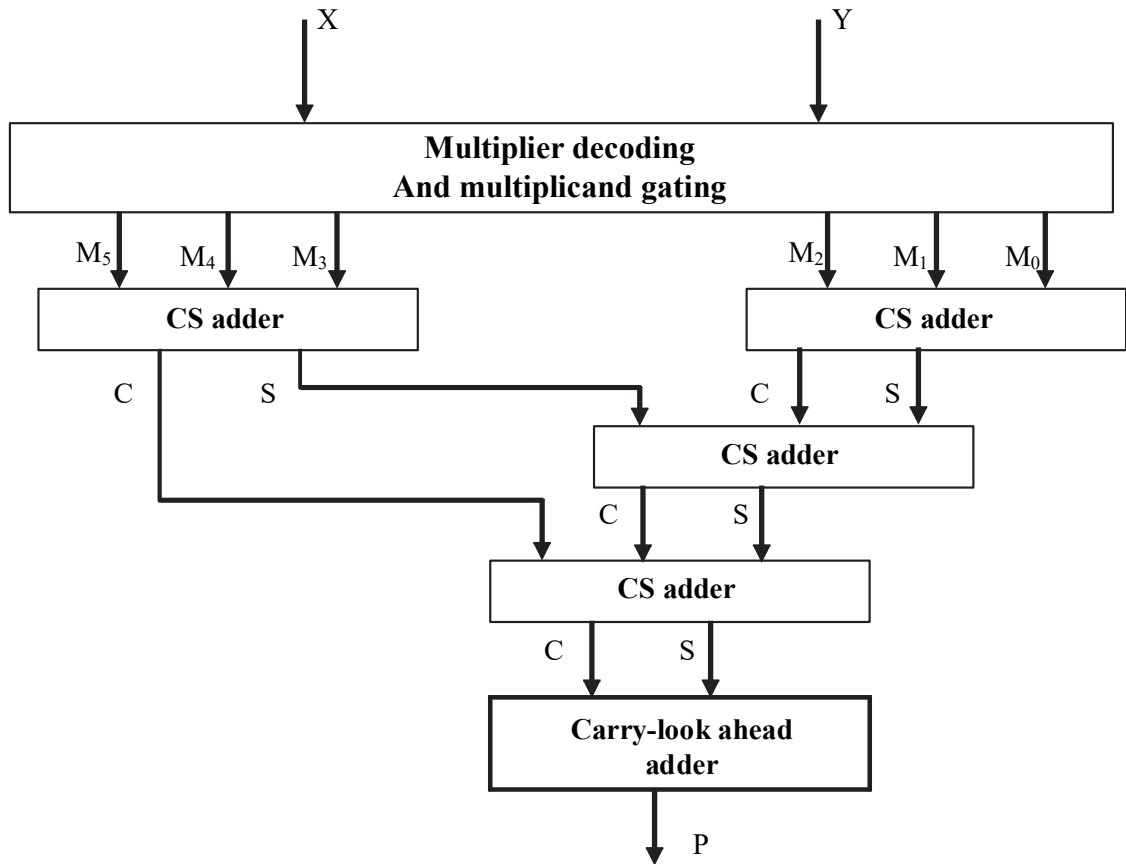 X
Y
Multiplier decoding
And multiplicand gating
M₅
M₄
M₃
M₂
M₁
M₀
CS adder
CS adder
C
S
C
S
CS adder
C
S
CS adder
C
S
Carry-look ahead
adder
P